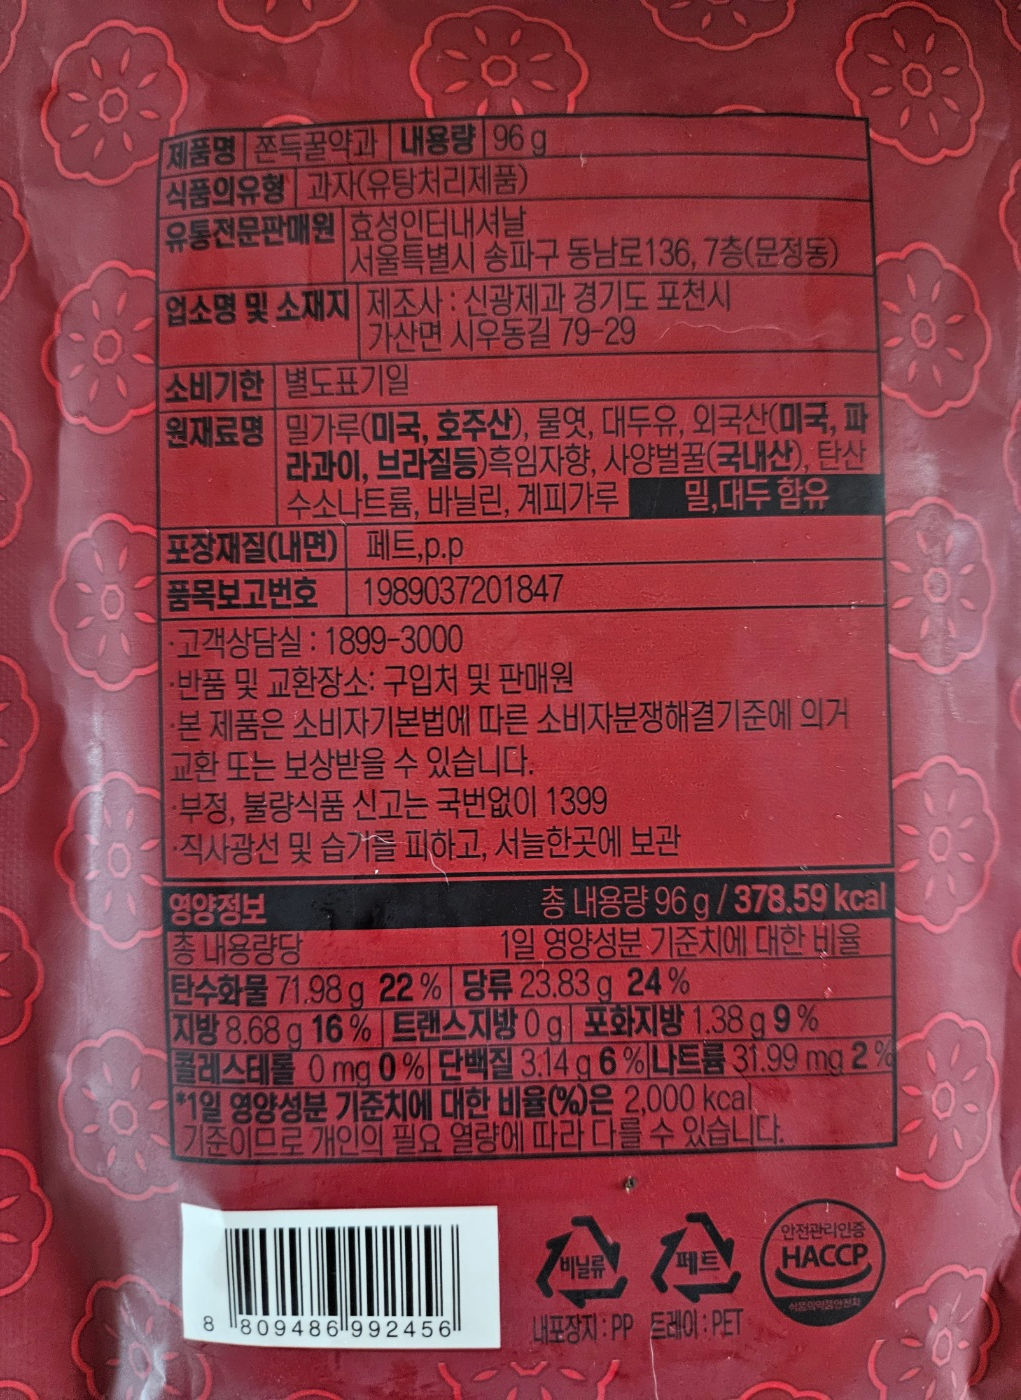 제품명 쫀득꿀약과 내용량 96 g
식품의유형 과자(유탕처리제품)
유통전문판매원 효성인터내셔날
서울특별시 송파구 동남로136, 7층(문정동)
업소명 및 소재지 제조사 : 신광제과 경기도 포천시
가산면 시우동길 79-29
소비기한 별도표기일
원재료명 밀가루(미국, 호주산), 물엿, 대두유, 외국산(미국, 파
라과이, 브라질등)흑임자향, 사양벌꿀(국내산), 탄산
수소나트륨, 바닐린, 계피가루 밀,대두 함유
포장재질(내면) 페트,p.p
품목보고번호 1989037201847
·고객상담실 : 1899-3000
·반품 및 교환장소: 구입처 및 판매원
·본 제품은 소비자기본법에 따른 소비자분쟁해결기준에 의거
교환 또는 보상받을 수 있습니다.
·부정, 불량식품 신고는 국번없이 1399
·직사광선 및 습기를 피하고, 서늘한곳에 보관
영양정보 총 내용량 96 g / 378.59 kcal
총 내용량당 1일 영양성분 기준치에 대한 비율
탄수화물 71.98 g 22 % 당류 23.83 g 24 %
지방 8.68 g 16 % 트랜스지방 0 g 포화지방 1.38 g 9 %
콜레스테롤 0 mg 0 % 단백질 3.14 g 6 % 나트륨 31.99 mg 2 %
*1일 영양성분 기준치에 대한 비율(%)은 2,000 kcal
기준이므로 개인의 필요 열량에 따라 다를 수 있습니다.
8 809486 992456
비닐류 페트
내포장지 : PP 트레이 : PET
안전관리인증
HACCP
식품의약품안전처